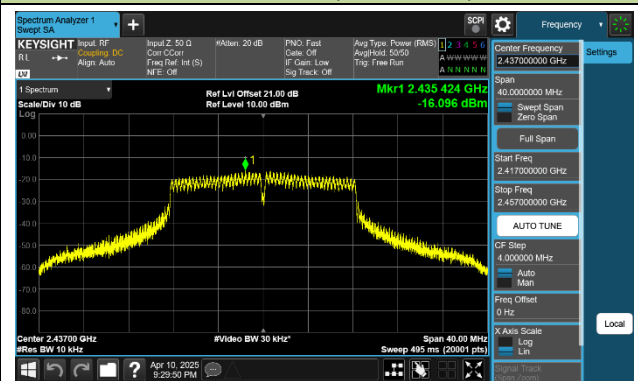 Spectrum Analyzer 1
Swept SA
+
SCPI
Frequency
KEYSIGHT
RL
Input: RF
Coupling: DC
Align: Auto
Input Z: 50 Ω
Corr CCorr
Freq Ref: Int (S)
NFE: Off
#Atten: 20 dB
PNO: Fast
Gate: Off
IF Gain: Low
Sig Track: Off
Avg Type: Power (RMS)
Avg|Hold: 50/50
Trig: Free Run
1 2 3 4 5 6
A W W W W W
A N N N N N
LXI
1 Spectrum
Scale/Div 10 dB
Log
Ref Lvl Offset 21.00 dB
Ref Level 10.00 dBm
Mkr1 2.435 424 GHz
-16.096 dBm
1
0.00
-10.0
-20.0
-30.0
-40.0
-50.0
-60.0
-70.0
-80.0
Center 2.43700 GHz
#Res BW 10 kHz
#Video BW 30 kHz*
Span 40.00 MHz
Sweep 495 ms (20001 pts)
Apr 10, 2025
9:29:50 PM
?
Center Frequency
2.437000000 GHz
Settings
Span
40.0000000 MHz
Swept Span
Zero Span
Full Span
Start Freq
2.417000000 GHz
Stop Freq
2.457000000 GHz
AUTO TUNE
CF Step
4.000000 MHz
Auto
Man
Freq Offset
0 Hz
X Axis Scale
Log
Lin
Local
Signal Track
(Span Zoom)